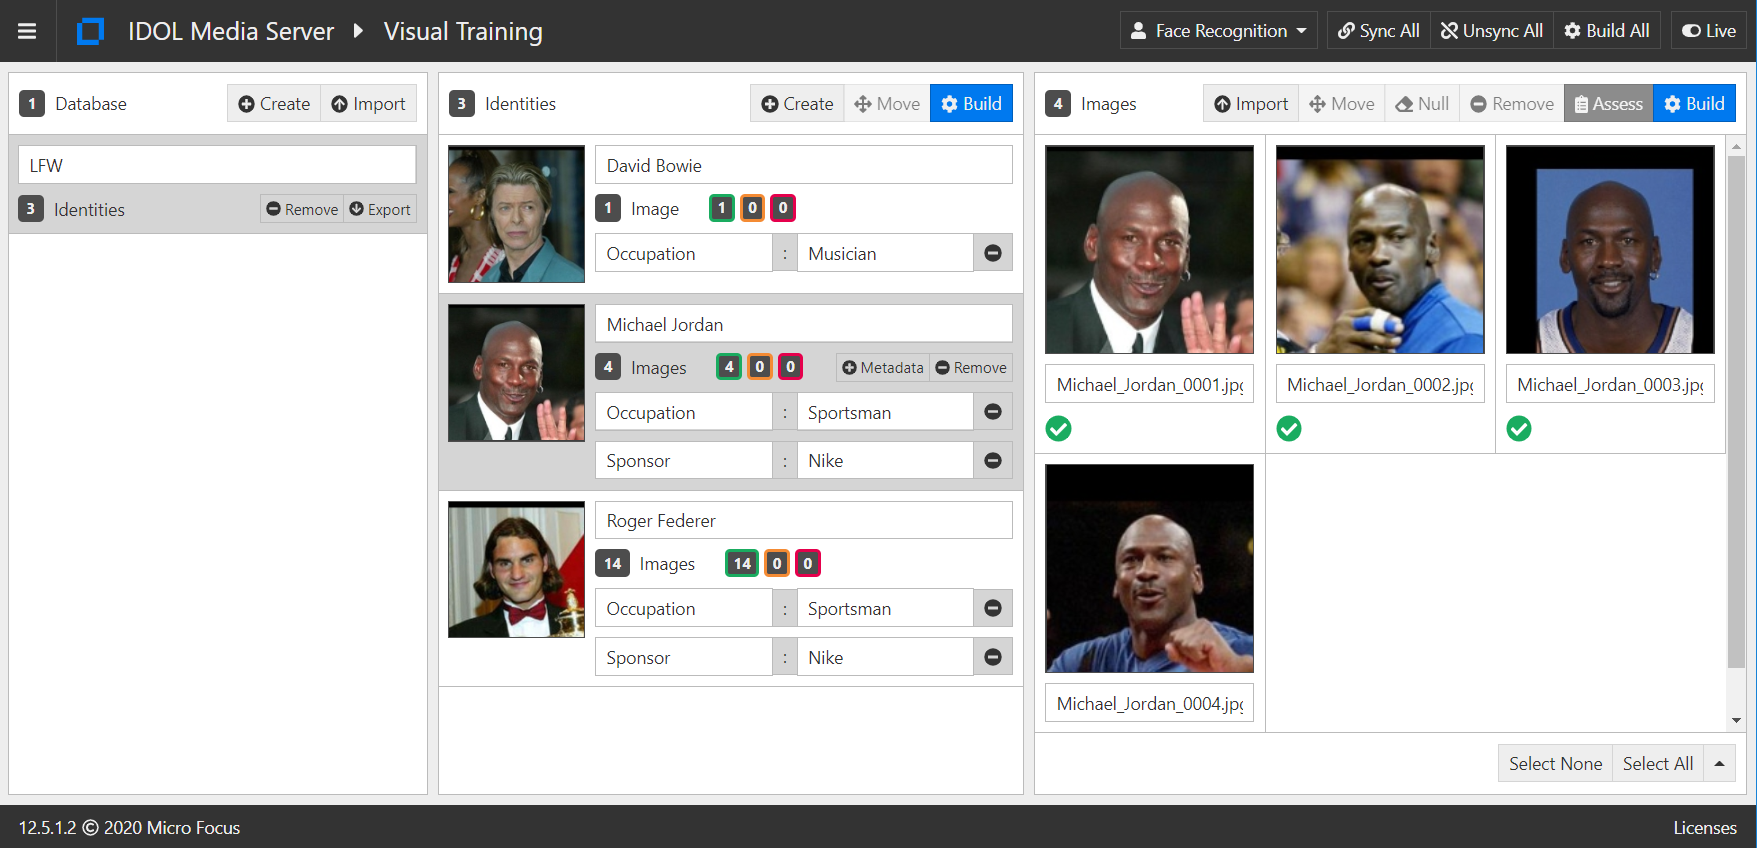 IDOL Media Server Visual Training
Face Recognition Sync All Unsync All Build All Live
1 Database Create Import
LFW
3 Identities Remove Export
3 Identities Create Move Build
David Bowie
1 Image 1 0 0
Occupation : Musician
Michael Jordan
4 Images 4 0 0 Metadata Remove
Occupation : Sportsman
Sponsor : Nike
Roger Federer
14 Images 14 0 0
Occupation : Sportsman
Sponsor : Nike
4 Images Import Move Null Remove Assess Build
Michael_Jordan_0001.jpg Michael_Jordan_0002.jpg Michael_Jordan_0003.jpg
Michael_Jordan_0004.jpg
Select None Select All
12.5.1.2 © 2020 Micro Focus
Licenses